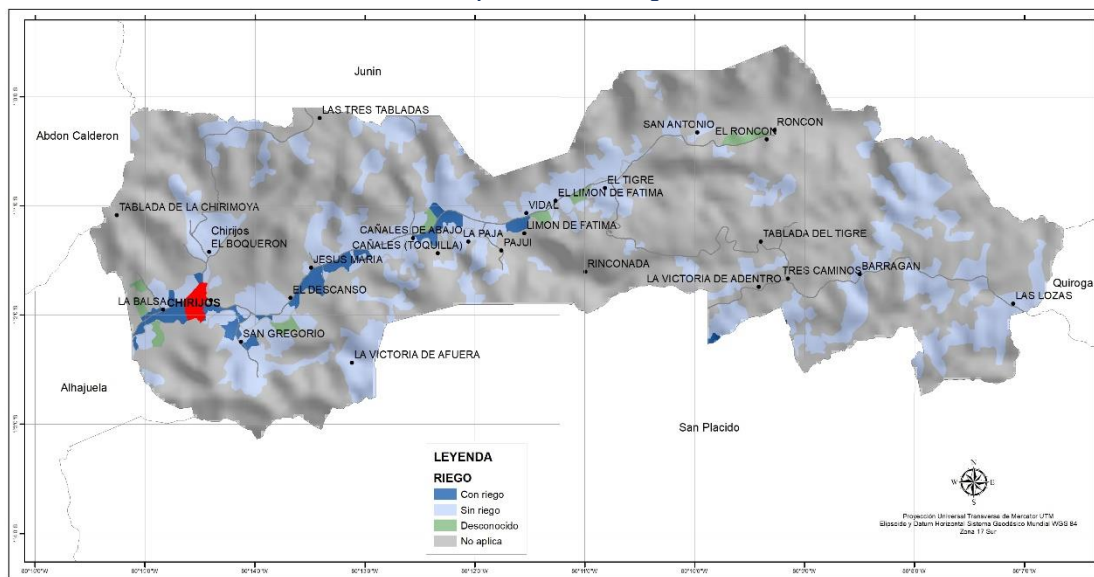 Junin
LAS TRES TABLADAS
Abdon Calderon
SAN ANTONIO
RONCON
EL RONCON
EL TIGRE
EL LIMON DE FATIMA
TABLADA DE LA CHIRIMOYA
VIDAL
Chirijos
CAÑALES DE ABAJO
LIMON DE FATIMA
EL BOQUERON
LA PAJA
TABLADA DEL TIGRE
CAÑALES (TOQUILLA)
PAJUI
JESUS MARIA
RINCONADA
LA VICTORIA DE ADENTRO
TRES CAMINOS
BARRAGAN
Quiroga
EL DESCANSO
LA BALSA
CHIRIJOS
LAS LOZAS
SAN GREGORIO
LA VICTORIA DE AFUERA
Alhajuela
San Placido
LEYENDA
RIEGO
Con riego
Sin riego
Desconocido
No aplica
N
W E
S
Proyección Universal Transversa de Mercator UTM
Elipsoide y Datum Horizontal Sistema Geodésico Mundial WGS 84
Zona 17 Sur